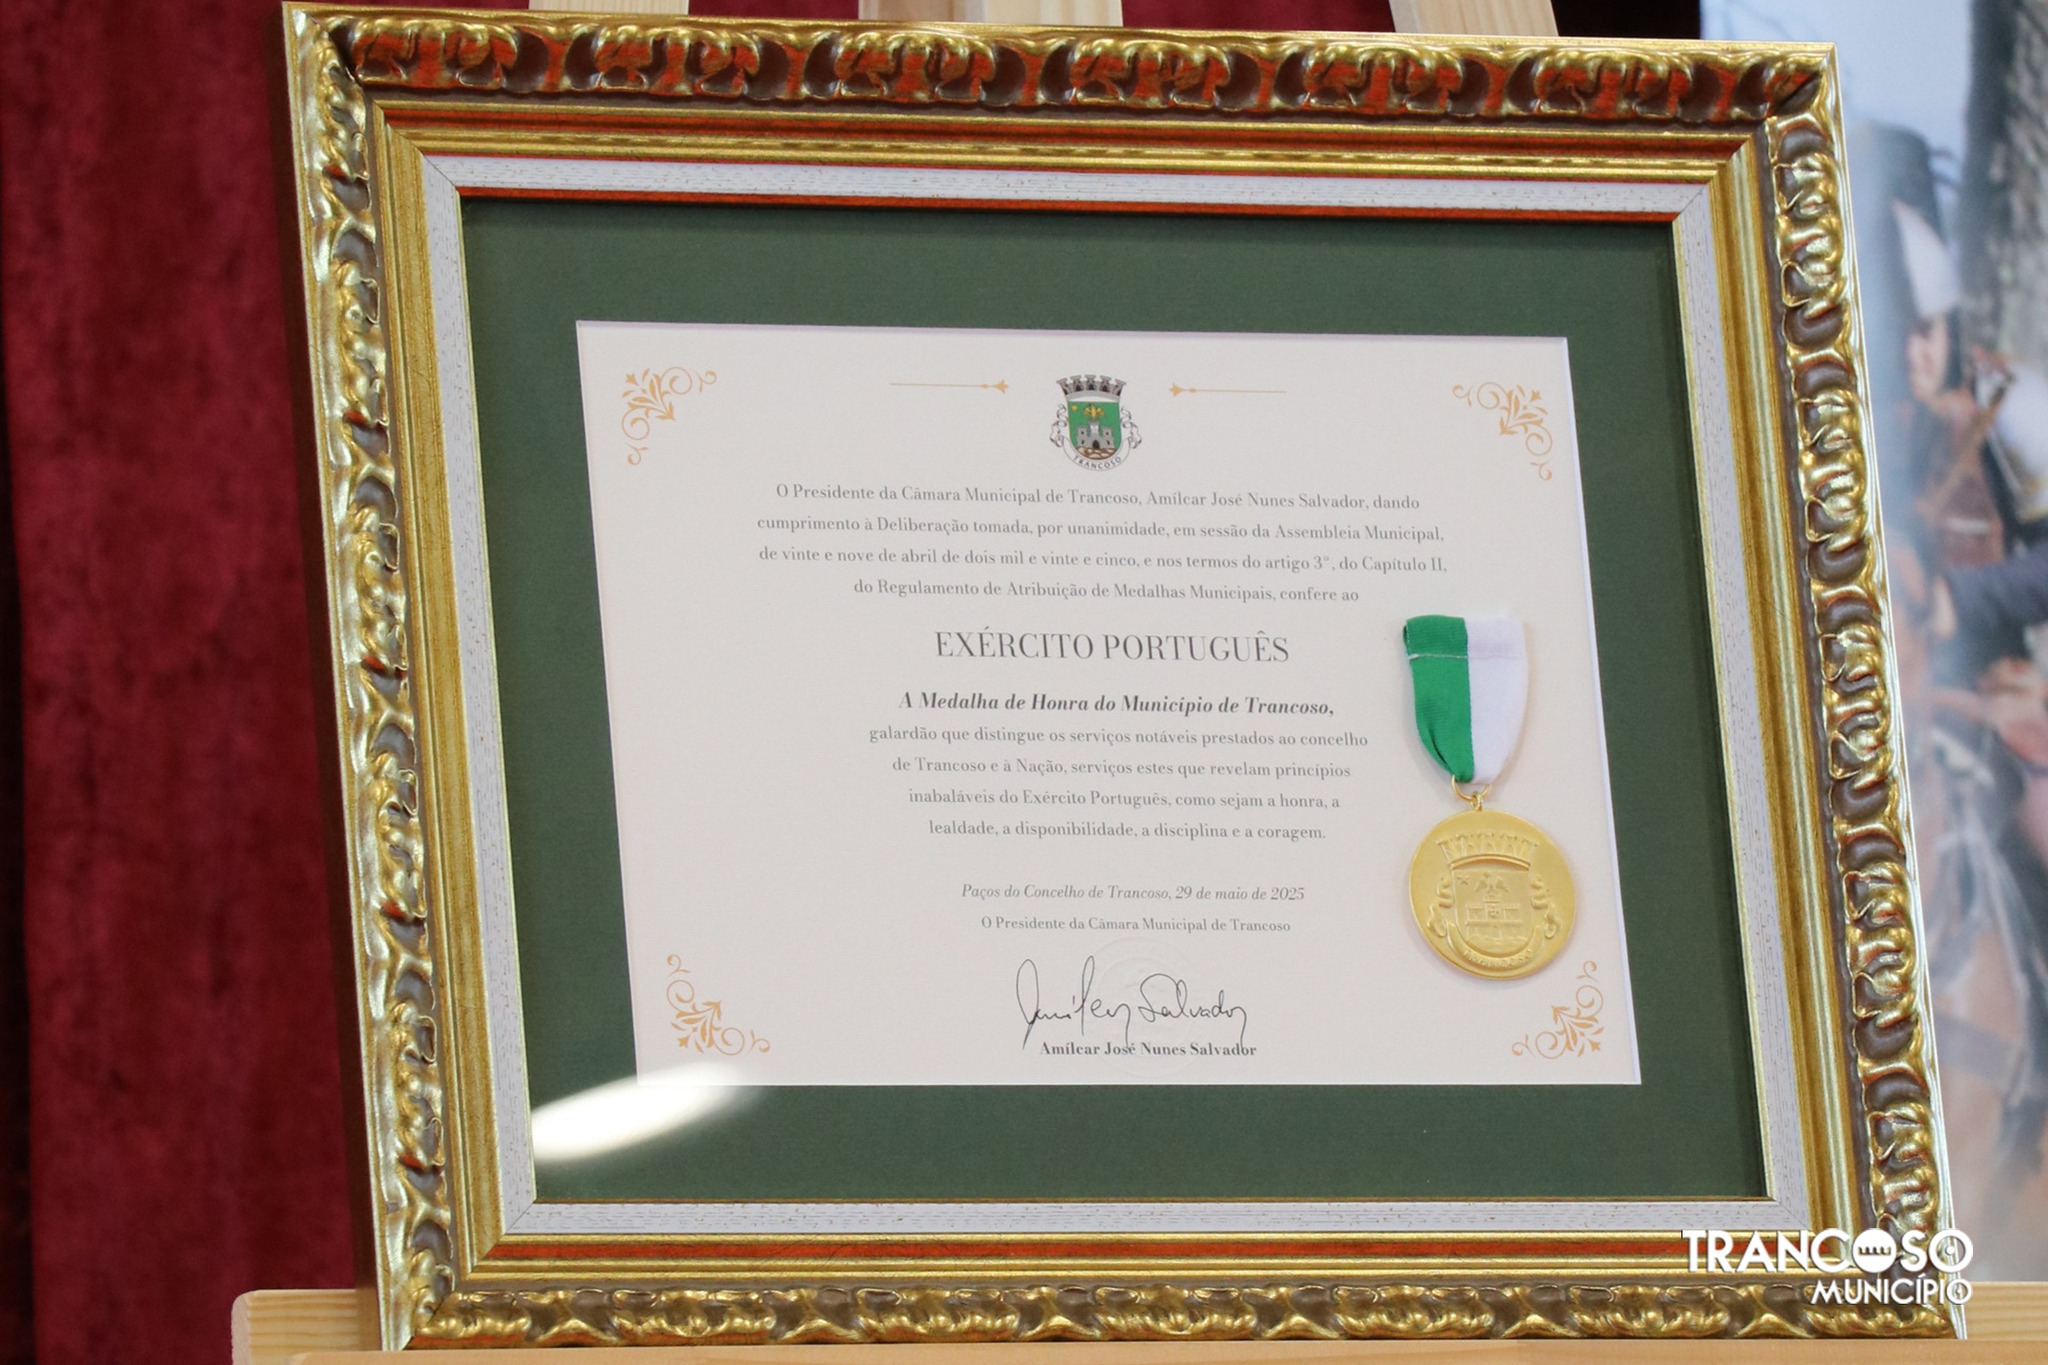 TRANCOSO
O Presidente da Câmara Municipal de Trancoso, Amílcar José Nunes Salvador, dando
cumprimento à Deliberação tomada, por unanimidade, em sessão da Assembleia Municipal,
de vinte e nove de abril de dois mil e vinte e cinco, e nos termos do artigo 3°, do Capítulo II,
do Regulamento de Atribuição de Medalhas Municipais, confere ao
EXÉRCITO PORTUGUÊS
A Medalha de Honra do Município de Trancoso,
galardão que distingue os serviços notáveis prestados ao concelho
de Trancoso e à Nação, serviços estes que revelam princípios
inabaláveis do Exército Português, como sejam a honra, a
lealdade, a disponibilidade, a disciplina e a coragem.
Paços do Concelho de Trancoso, 29 de maio de 2025
O Presidente da Câmara Municipal de Trancoso
Amílcar Salvador
Amílcar José Nunes Salvador
TRANCOSO
TRANCOSO
MUNICÍPIO